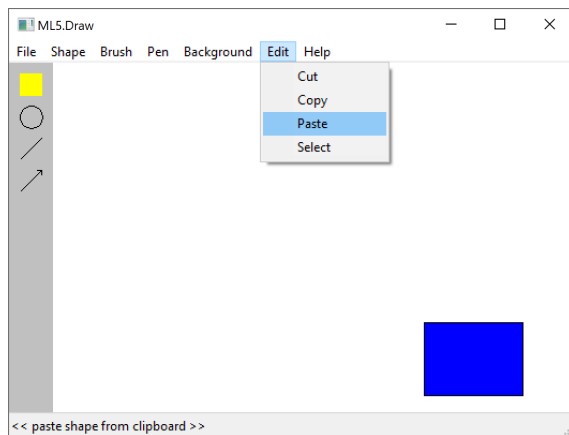 ML5.Draw
File Shape Brush Pen Background Edit Help
Cut
Copy
Paste
Select
<< paste shape from clipboard >>